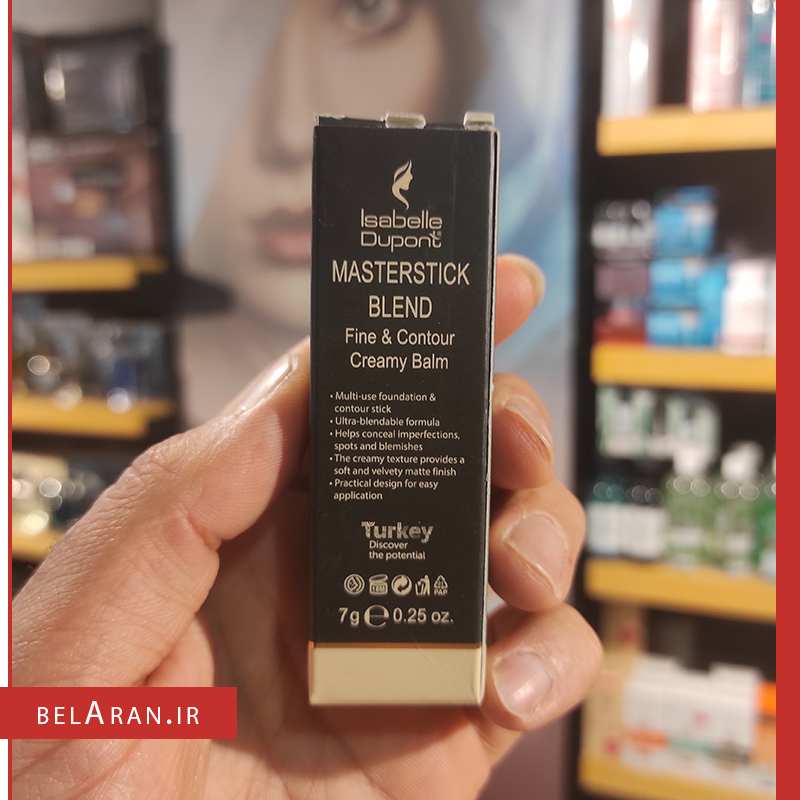 Isabelle
Dupont
MASTERSTICK
BLEND
Fine & Contour
Creamy Balm
• Multi-use foundation &
contour stick
• Ultra-blendable formula
• Helps conceal imperfections,
spots and blemishes
• The creamy texture provides a
soft and velvety matte finish
• Practical design for easy
application
Turkey
Discover
the potential
PAP
7g ℮ 0.25 oz.
BELARAN.IR